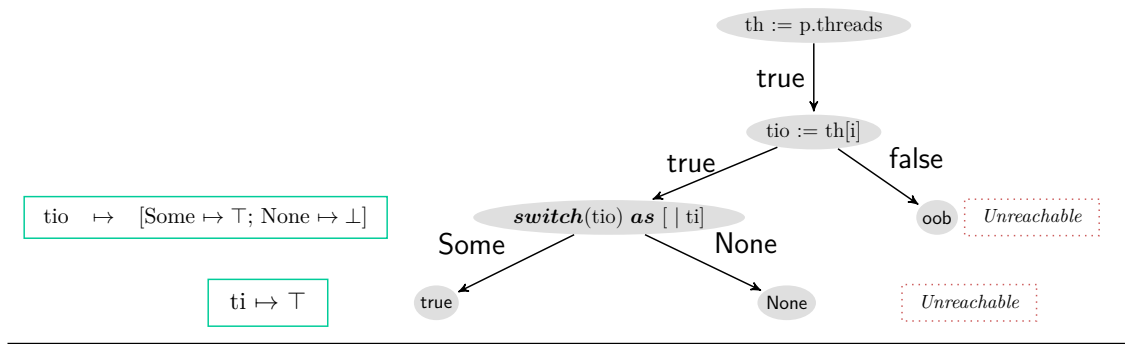 th := p.threads
true
tio := th[i]
true
false
tio ↦ [Some ↦ ⊤; None ↦ ⊥]
switch(tio) as [ | ti]
oob
Unreachable
Some
None
ti ↦ ⊤
true
None
Unreachable